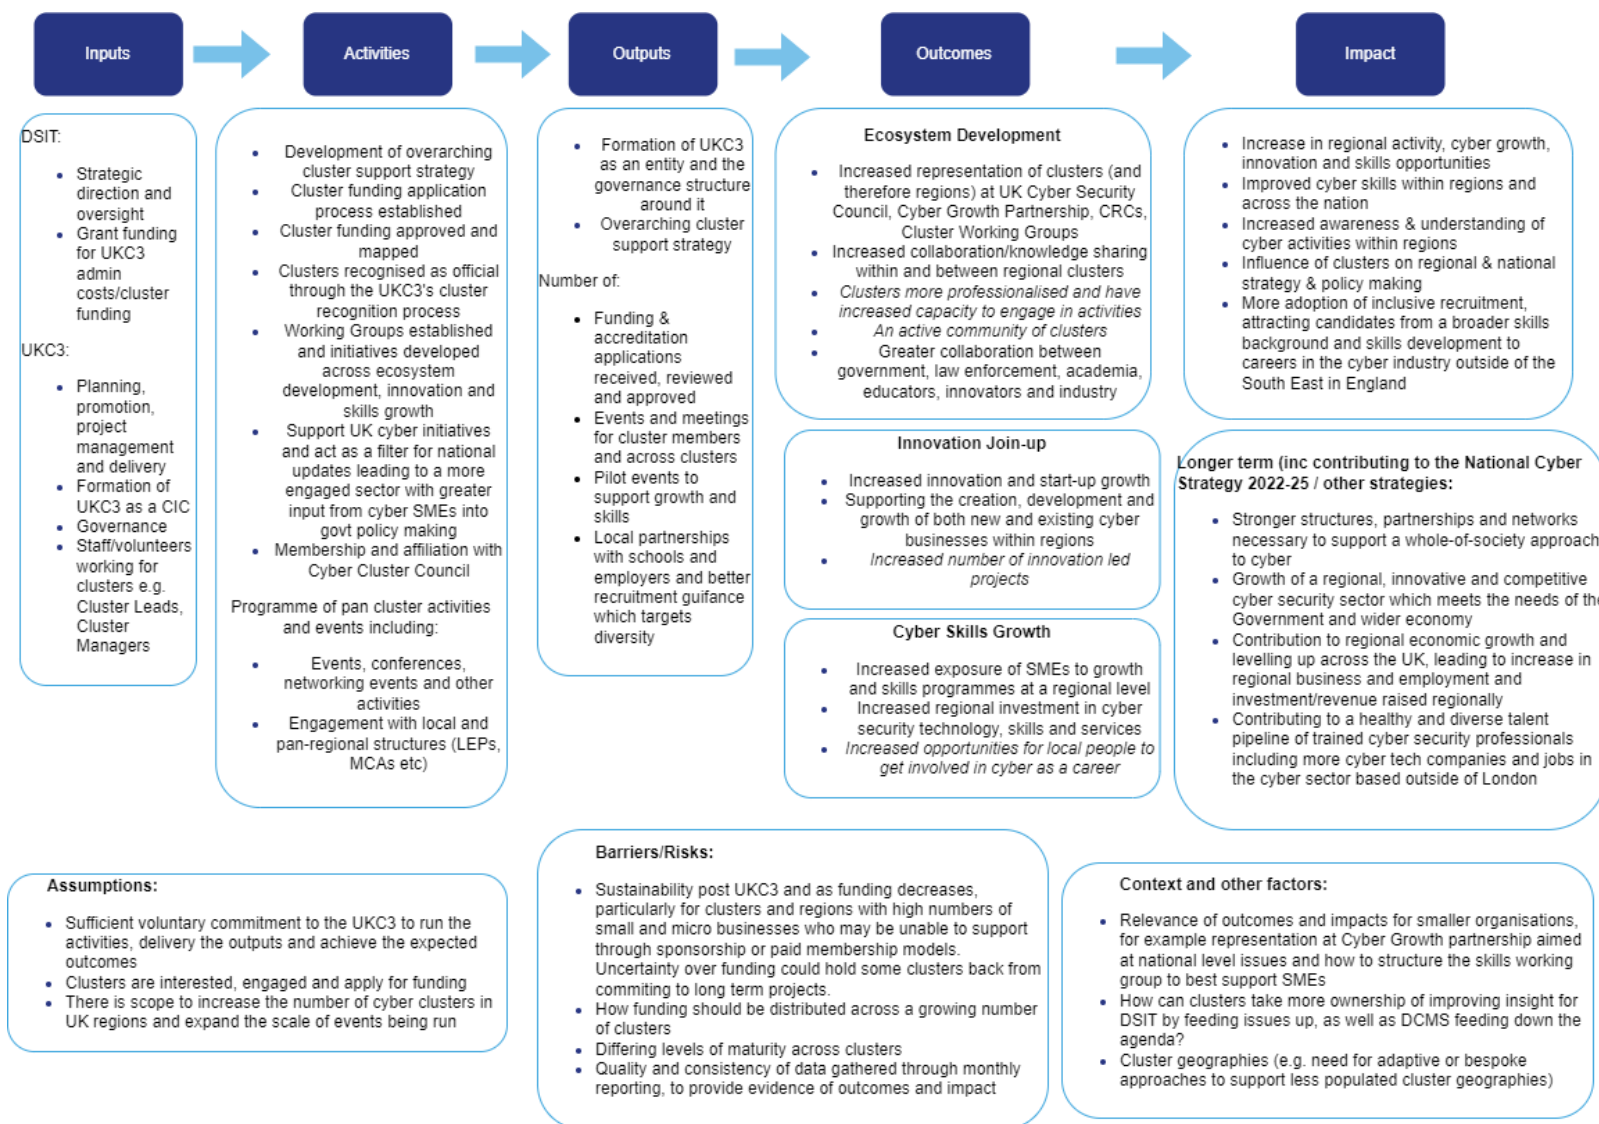 Inputs
Activities
Outputs
Outcomes
Impact
DSIT:
• Strategic
direction and
oversight
• Grant funding
for UKC3
admin
costs/cluster
funding
UKC3:
• Planning,
promotion,
project
management
and delivery
• Formation of
UKC3 as a CIC
• Governance
• Staff/volunteers
working for
clusters e.g.
Cluster Leads,
Cluster
Managers
• Development of overarching
cluster support strategy
• Cluster funding application
process established
• Cluster funding approved and
mapped
• Clusters recognised as official
through the UKC3's cluster
recognition process
• Working Groups established
and initiatives developed
across ecosystem
development, innovation and
skills growth
• Support UK cyber initiatives
and act as a filter for national
updates leading to a more
engaged sector with greater
input from cyber SMEs into
govt policy making
• Membership and affiliation with
Cyber Cluster Council
Programme of pan cluster activities
and events including:
• Events, conferences,
networking events and other
activities
• Engagement with local and
pan-regional structures (LEPs,
MCAs etc)
• Formation of UKC3
as an entity and the
governance structure
around it
• Overarching cluster
support strategy
Number of:
• Funding &
accreditation
applications
received, reviewed
and approved
• Events and meetings
for cluster members
and across clusters
• Pilot events to
support growth and
skills
• Local partnerships
with schools and
employers and better
recruitment guifance
which targets
diversity
Ecosystem Development
• Increased representation of clusters (and
therefore regions) at UK Cyber Security
Council, Cyber Growth Partnership, CRCs,
Cluster Working Groups
• Increased collaboration/knowledge sharing
within and between regional clusters
• Clusters more professionalised and have
increased capacity to engage in activities
• An active community of clusters
• Greater collaboration between
government, law enforcement, academia,
educators, innovators and industry
Innovation Join-up
• Increased innovation and start-up growth
• Supporting the creation, development and
growth of both new and existing cyber
businesses within regions
• Increased number of innovation led
projects
Cyber Skills Growth
• Increased exposure of SMEs to growth
and skills programmes at a regional level
• Increased regional investment in cyber
security technology, skills and services
• Increased opportunities for local people to
get involved in cyber as a career
• Increase in regional activity, cyber growth,
innovation and skills opportunities
• Improved cyber skills within regions and
across the nation
• Increased awareness & understanding of
cyber activities within regions
• Influence of clusters on regional & national
strategy & policy making
• More adoption of inclusive recruitment,
attracting candidates from a broader skills
background and skills development to
careers in the cyber industry outside of the
South East in England
Longer term (inc contributing to the National Cyber
Strategy 2022-25 / other strategies:
• Stronger structures, partnerships and networks
necessary to support a whole-of-society approach
to cyber
• Growth of a regional, innovative and competitive
cyber security sector which meets the needs of the
Government and wider economy
• Contribution to regional economic growth and
levelling up across the UK, leading to increase in
regional business and employment and
investment/revenue raised regionally
• Contributing to a healthy and diverse talent
pipeline of trained cyber security professionals
including more cyber tech companies and jobs in
the cyber sector based outside of London
Assumptions:
• Sufficient voluntary commitment to the UKC3 to run the
activities, delivery the outputs and achieve the expected
outcomes
• Clusters are interested, engaged and apply for funding
• There is scope to increase the number of cyber clusters in
UK regions and expand the scale of events being run
Barriers/Risks:
• Sustainability post UKC3 and as funding decreases,
particularly for clusters and regions with high numbers of
small and micro businesses who may be unable to support
through sponsorship or paid membership models.
Uncertainty over funding could hold some clusters back from
commiting to long term projects.
• How funding should be distributed across a growing number
of clusters
• Differing levels of maturity across clusters
• Quality and consistency of data gathered through monthly
reporting, to provide evidence of outcomes and impact
Context and other factors:
• Relevance of outcomes and impacts for smaller organisations,
for example representation at Cyber Growth partnership aimed
at national level issues and how to structure the skills working
group to best support SMEs
• How can clusters take more ownership of improving insight for
DSIT by feeding issues up, as well as DCMS feeding down the
agenda?
• Cluster geographies (e.g. need for adaptive or bespoke
approaches to support less populated cluster geographies)